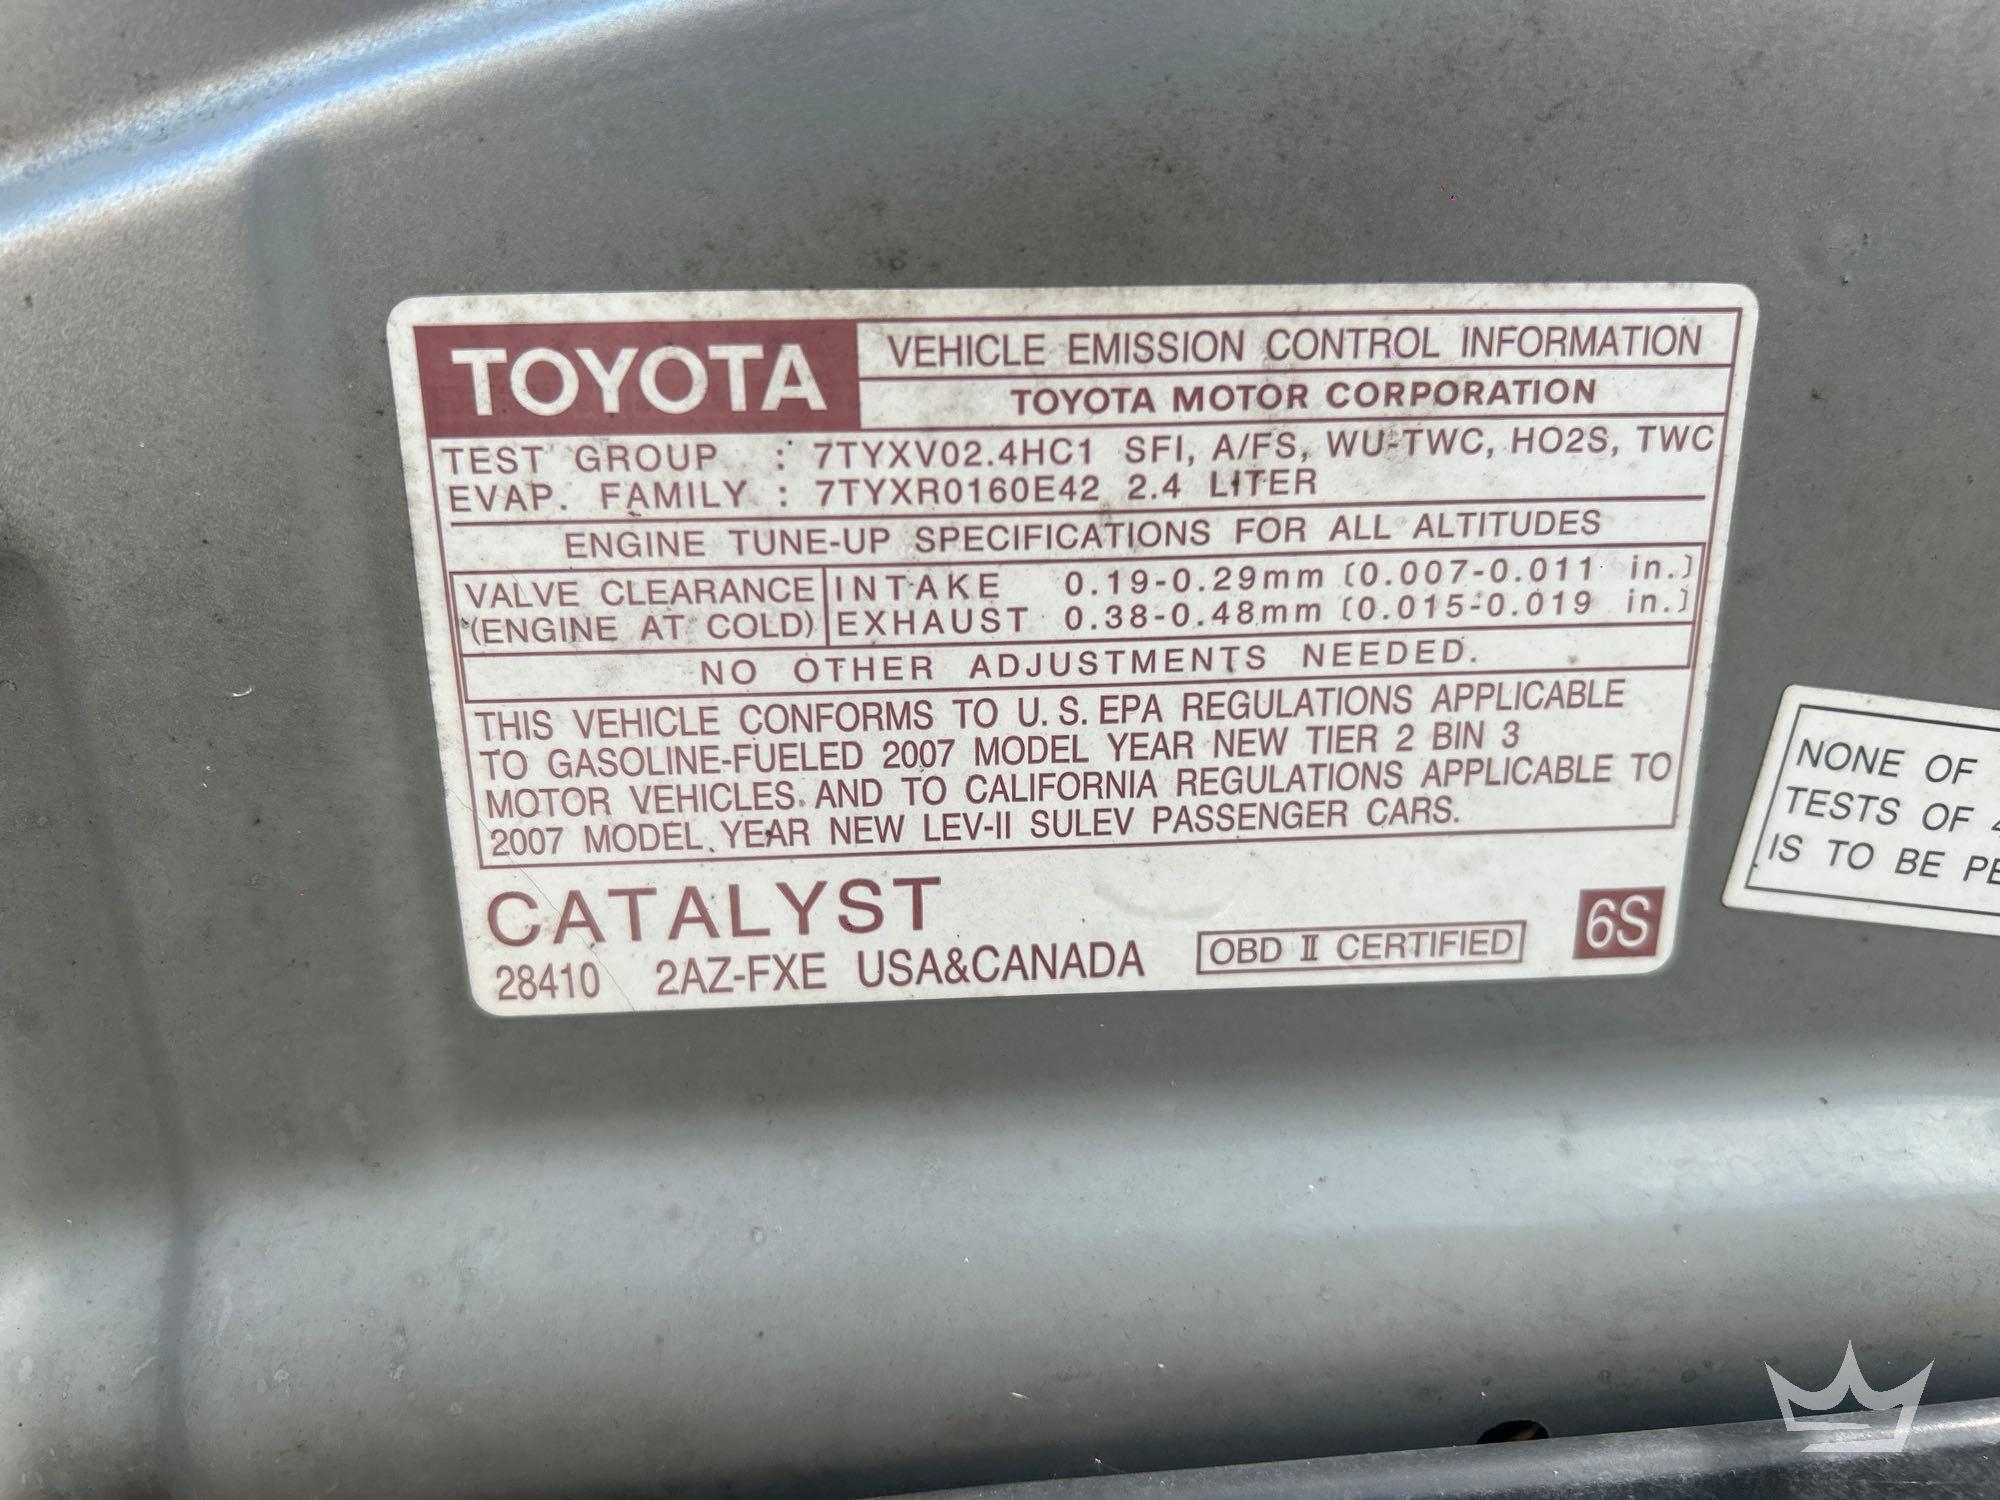 TOYOTA
VEHICLE EMISSION CONTROL INFORMATION
TOYOTA MOTOR CORPORATION
TEST GROUP : 7TYXV02.4HC1 SFI, A/FS, WU-TWC, HO2S, TWC
EVAP. FAMILY : 7TYXR0160E42 2.4 LITER
ENGINE TUNE-UP SPECIFICATIONS FOR ALL ALTITUDES
VALVE CLEARANCE INTAKE 0.19-0.29mm (0.007-0.011 in.)
(ENGINE AT COLD) EXHAUST 0.38-0.48mm (0.015-0.019 in.)
NO OTHER ADJUSTMENTS NEEDED.
THIS VEHICLE CONFORMS TO U.S. EPA REGULATIONS APPLICABLE
TO GASOLINE-FUELED 2007 MODEL YEAR NEW TIER 2 BIN 3
MOTOR VEHICLES AND TO CALIFORNIA REGULATIONS APPLICABLE TO
2007 MODEL YEAR NEW LEV-II SULEV PASSENGER CARS.
CATALYST
28410 2AZ-FXE USA&CANADA OBD II CERTIFIED 6S
NONE OF
TESTS OF
IS TO BE